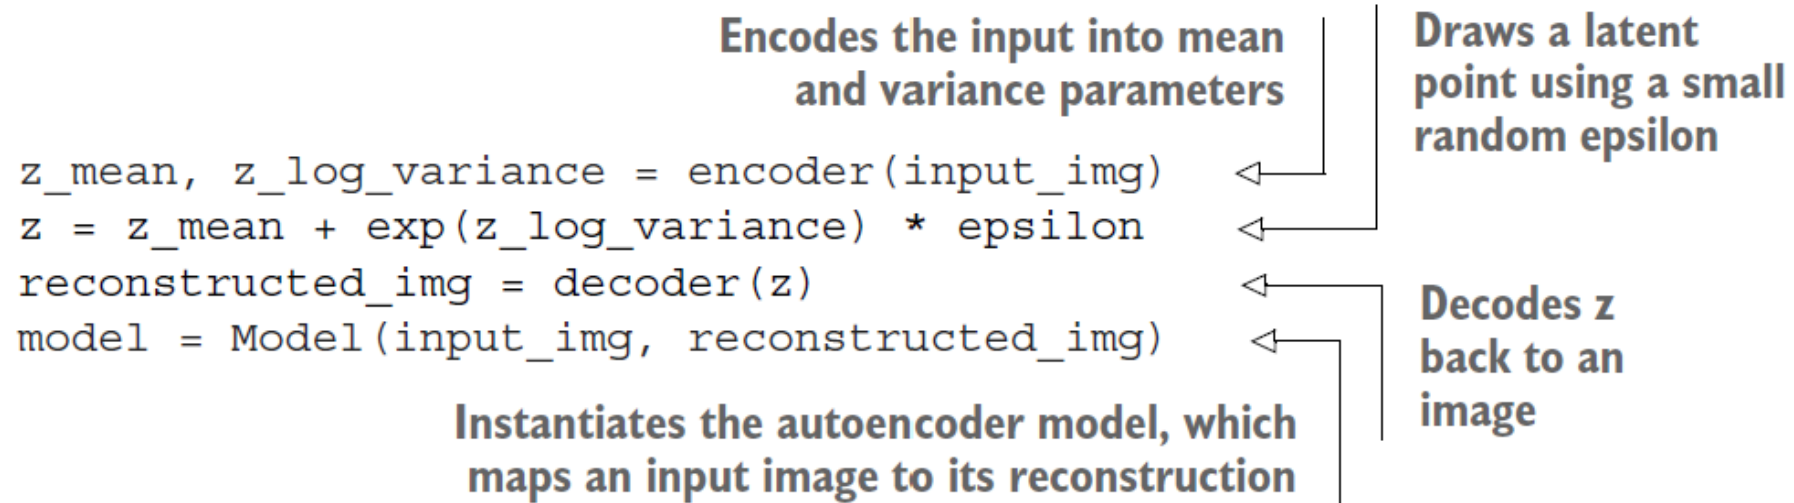 Encodes the input into mean
and variance parameters
Draws a latent
point using a small
random epsilon
z_mean, z_log_variance = encoder(input_img)
z = z_mean + exp(z_log_variance) * epsilon
reconstructed_img = decoder(z)
model = Model(input_img, reconstructed_img)
Decodes z
back to an
image
Instantiates the autoencoder model, which
maps an input image to its reconstruction